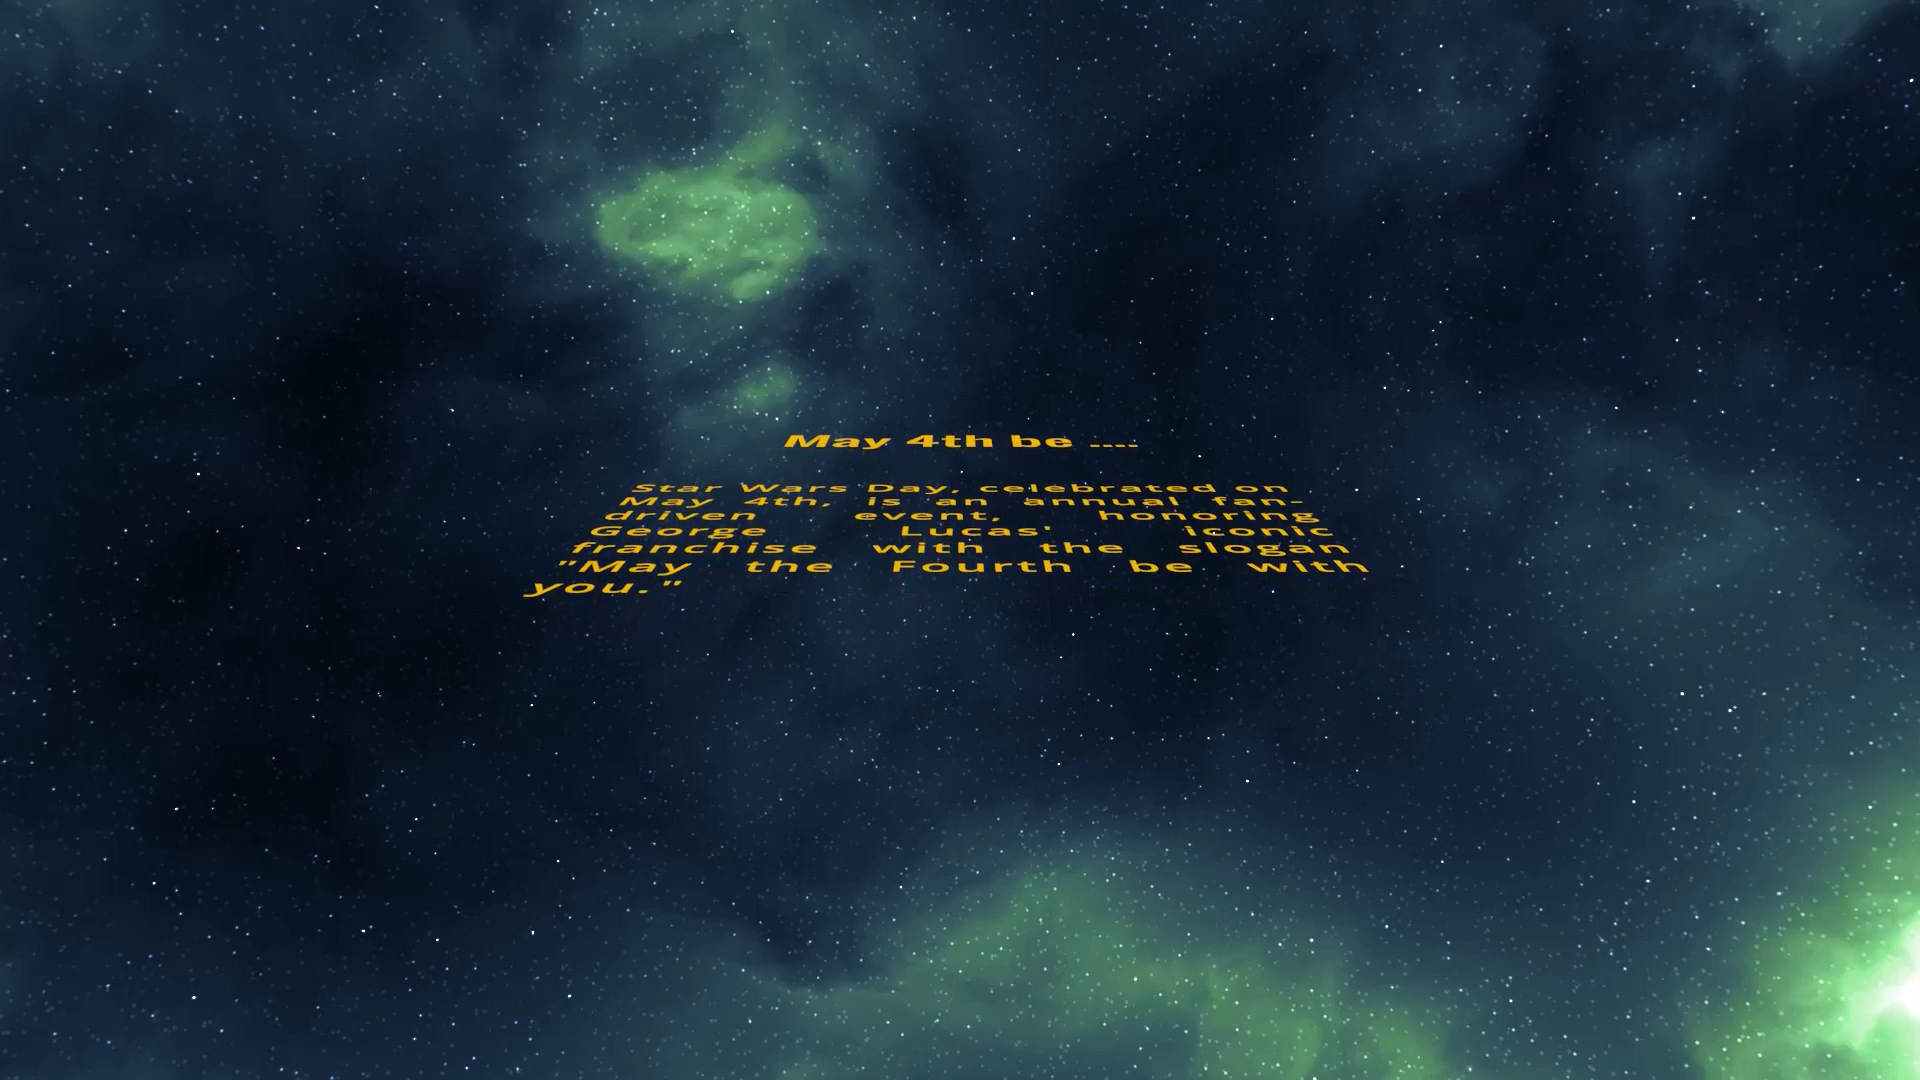 May 4th be ....
Star Wars Day, celebrated on
May 4th, is an annual fan-
driven event, honoring
George Lucas' iconic
franchise with the slogan
"May the Fourth be with
you."